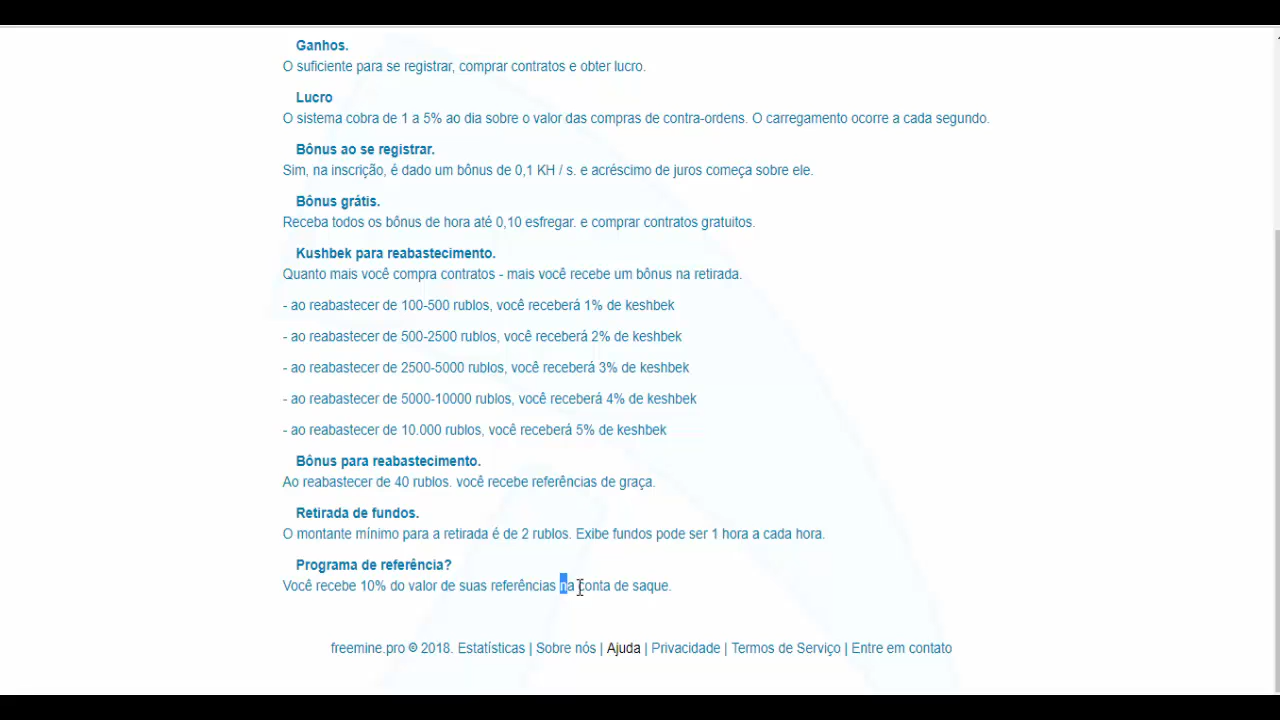 Ganhos.
O suficiente para se registrar, comprar contratos e obter lucro.
Lucro
O sistema cobra de 1 a 5% ao dia sobre o valor das compras de contra-ordens. O carregamento ocorre a cada segundo.
Bônus ao se registrar.
Sim, na inscrição, é dado um bônus de 0,1 KH / s. e acréscimo de juros começa sobre ele.
Bônus grátis.
Receba todos os bônus de hora até 0,10 esfregar. e comprar contratos gratuitos.
Kushbek para reabastecimento.
Quanto mais você compra contratos - mais você recebe um bônus na retirada.
- ao reabastecer de 100-500 rublos, você receberá 1% de keshbek
- ao reabastecer de 500-2500 rublos, você receberá 2% de keshbek
- ao reabastecer de 2500-5000 rublos, você receberá 3% de keshbek
- ao reabastecer de 5000-10000 rublos, você receberá 4% de keshbek
- ao reabastecer de 10.000 rublos, você receberá 5% de keshbek
Bônus para reabastecimento.
Ao reabastecer de 40 rublos. você recebe referências de graça.
Retirada de fundos.
O montante mínimo para a retirada é de 2 rublos. Exibe fundos pode ser 1 hora a cada hora.
Programa de referência?
Você recebe 10% do valor de suas referências na conta de saque.
freemine.pro © 2018. Estatísticas | Sobre nós | Ajuda | Privacidade | Termos de Serviço | Entre em contato